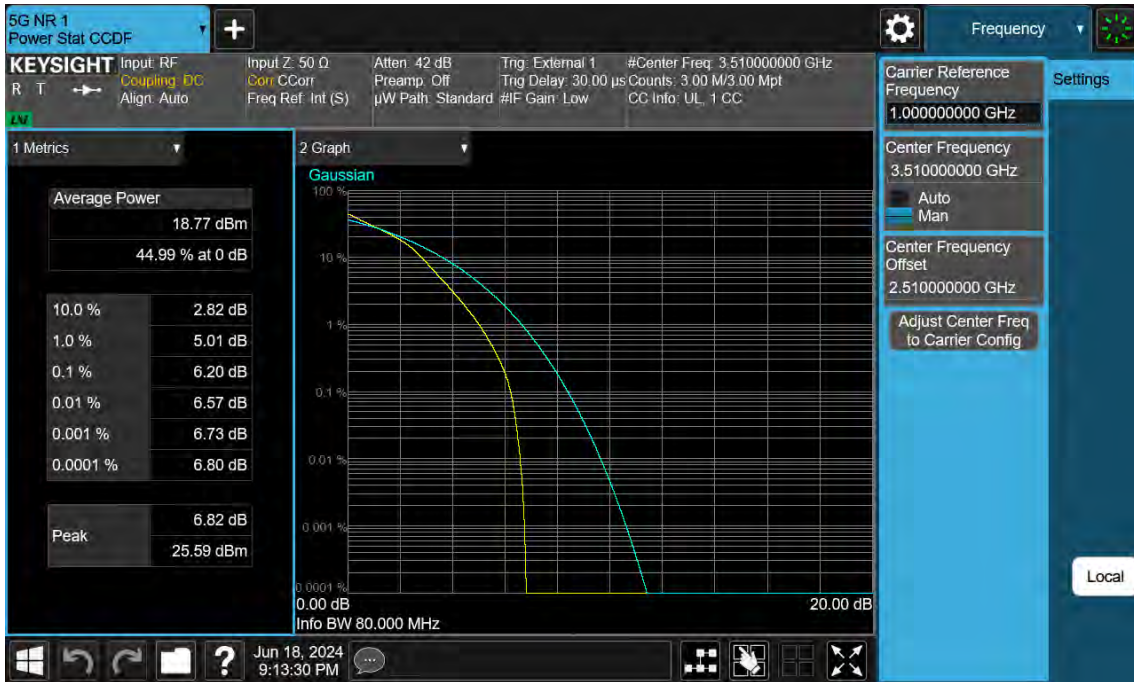 5G NR 1
Power Stat CCDF
+
Frequency
KEYSIGHT
R T
LXI
Input: RF
Coupling: DC
Align: Auto
Input Z: 50 Ω
Corr CCorr
Freq Ref: Int (S)
Atten: 42 dB
Preamp: Off
µW Path: Standard
Trig: External 1
Trig Delay: 30.00 µs
#IF Gain: Low
#Center Freq: 3.510000000 GHz
Counts: 3.00 M/3.00 Mpt
CC Info: UL, 1 CC
1 Metrics
Average Power
18.77 dBm
44.99 % at 0 dB
10.0 % 2.82 dB
1.0 % 5.01 dB
0.1 % 6.20 dB
0.01 % 6.57 dB
0.001 % 6.73 dB
0.0001 % 6.80 dB
Peak
6.82 dB
25.59 dBm
2 Graph
Gaussian
100 %
10 %
1 %
0.1 %
0.01 %
0.001 %
0.0001 %
0.00 dB 20.00 dB
Info BW 80.000 MHz
Carrier Reference
Frequency
1.000000000 GHz
Center Frequency
3.510000000 GHz
Auto
Man
Center Frequency
Offset
2.510000000 GHz
Adjust Center Freq
to Carrier Config
Settings
Local
?
Jun 18, 2024
9:13:30 PM